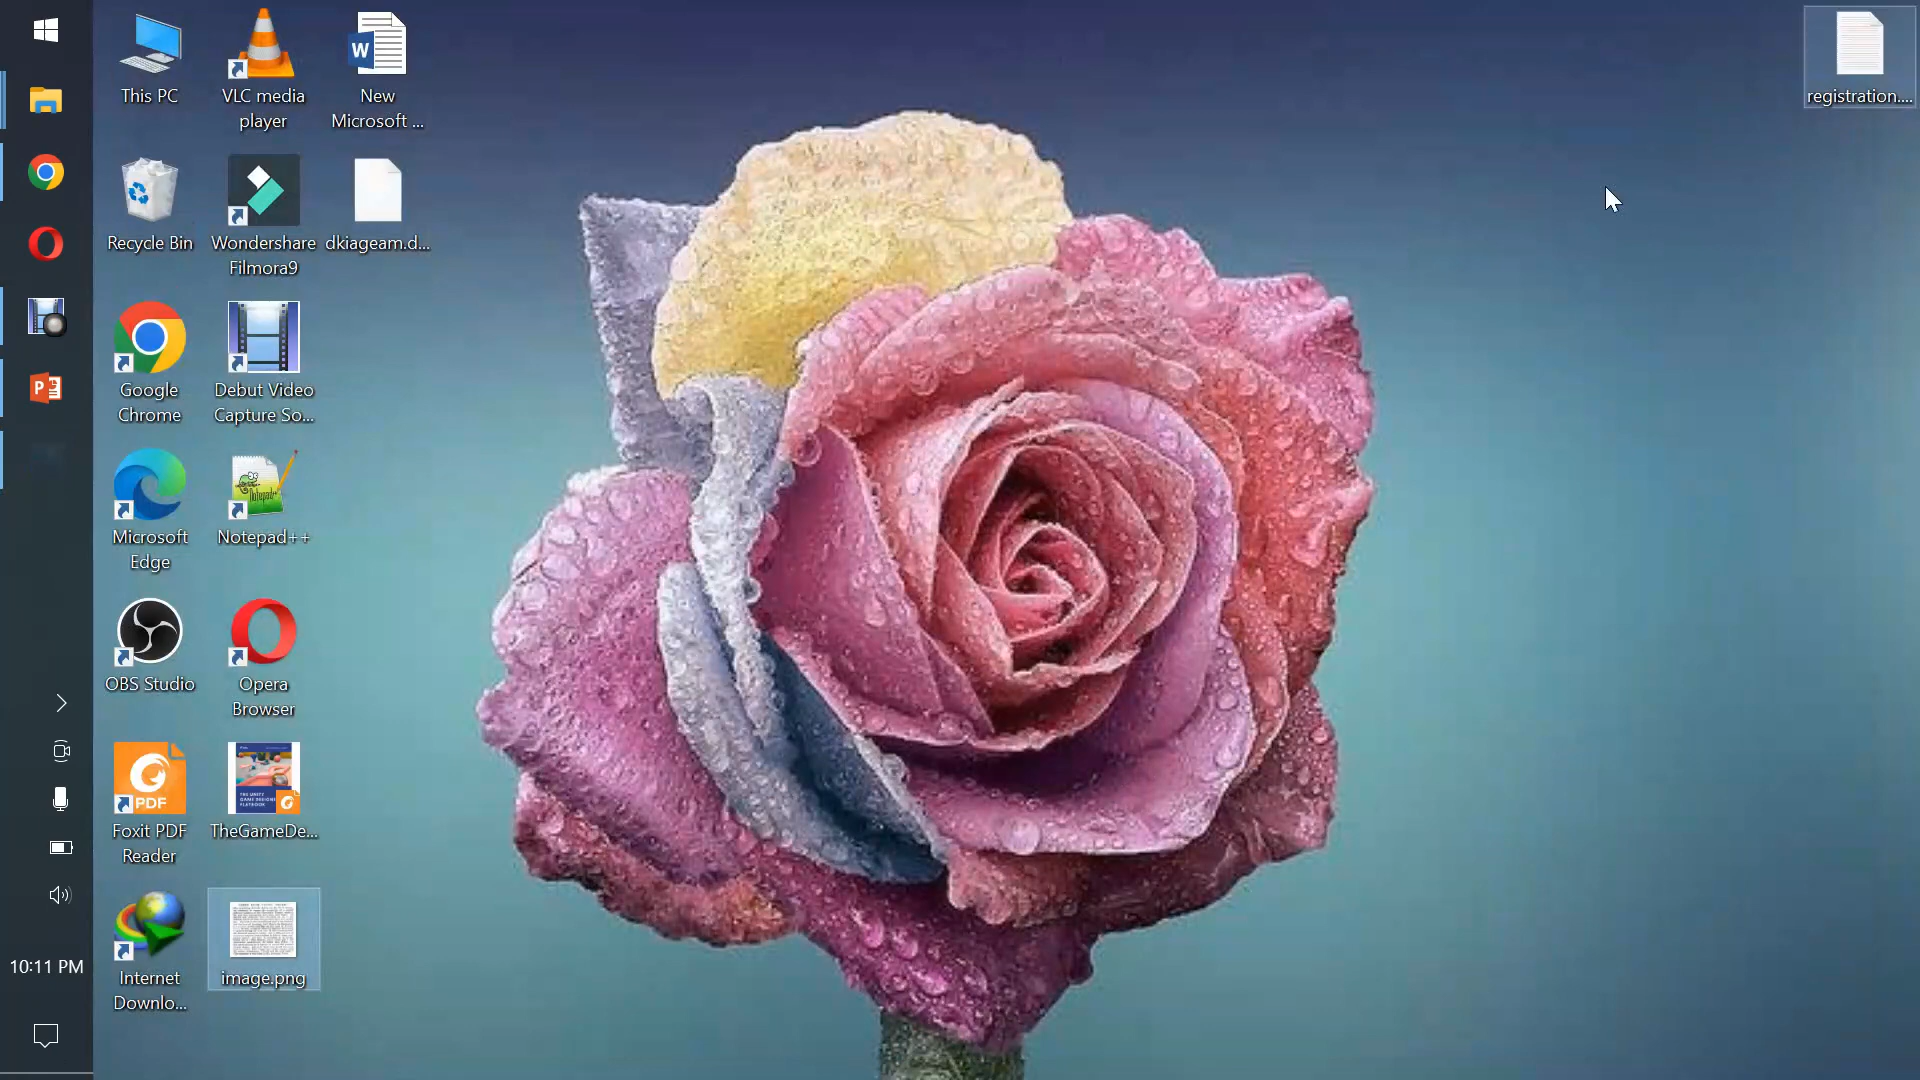 This PC
VLC media
player
New
Microsoft ...
registration....
Recycle Bin
Wondershare
Filmora9
dkiageam.d...
Google
Chrome
Debut Video
Capture So...
Microsoft
Edge
Notepad++
OBS Studio
Opera
Browser
PDF
Foxit PDF
Reader
TheGameDe...
Internet
Downlo...
image.png
10:11 PM